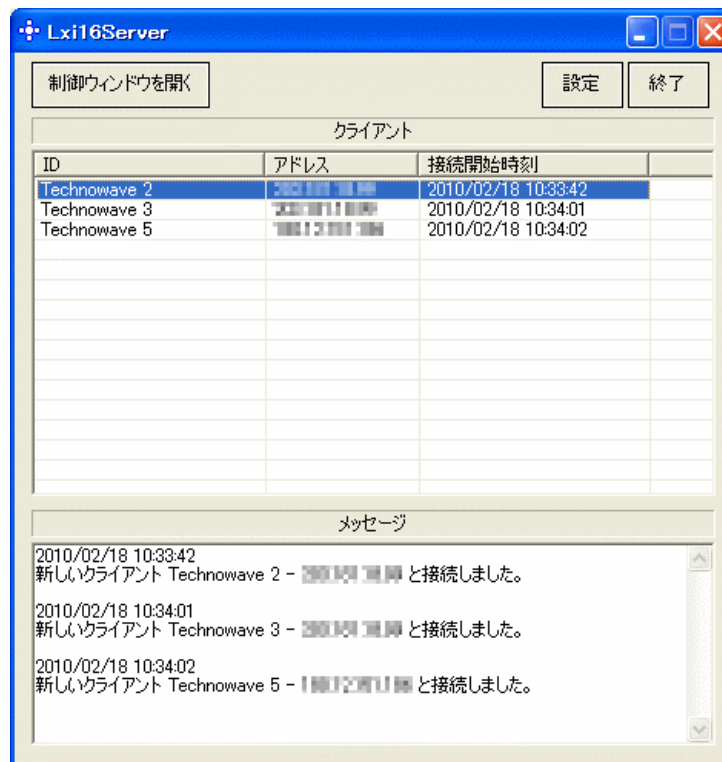 Lxi16Server
制御ウィンドウを開く 設定 終了
クライアント
ID アドレス 接続開始時刻
Technowave 2 2010/02/18 10:33:42
Technowave 3 2010/02/18 10:34:01
Technowave 5 2010/02/18 10:34:02
メッセージ
2010/02/18 10:33:42
新しいクライアント Technowave 2 - と接続しました。
2010/02/18 10:34:01
新しいクライアント Technowave 3 - と接続しました。
2010/02/18 10:34:02
新しいクライアント Technowave 5 - と接続しました。